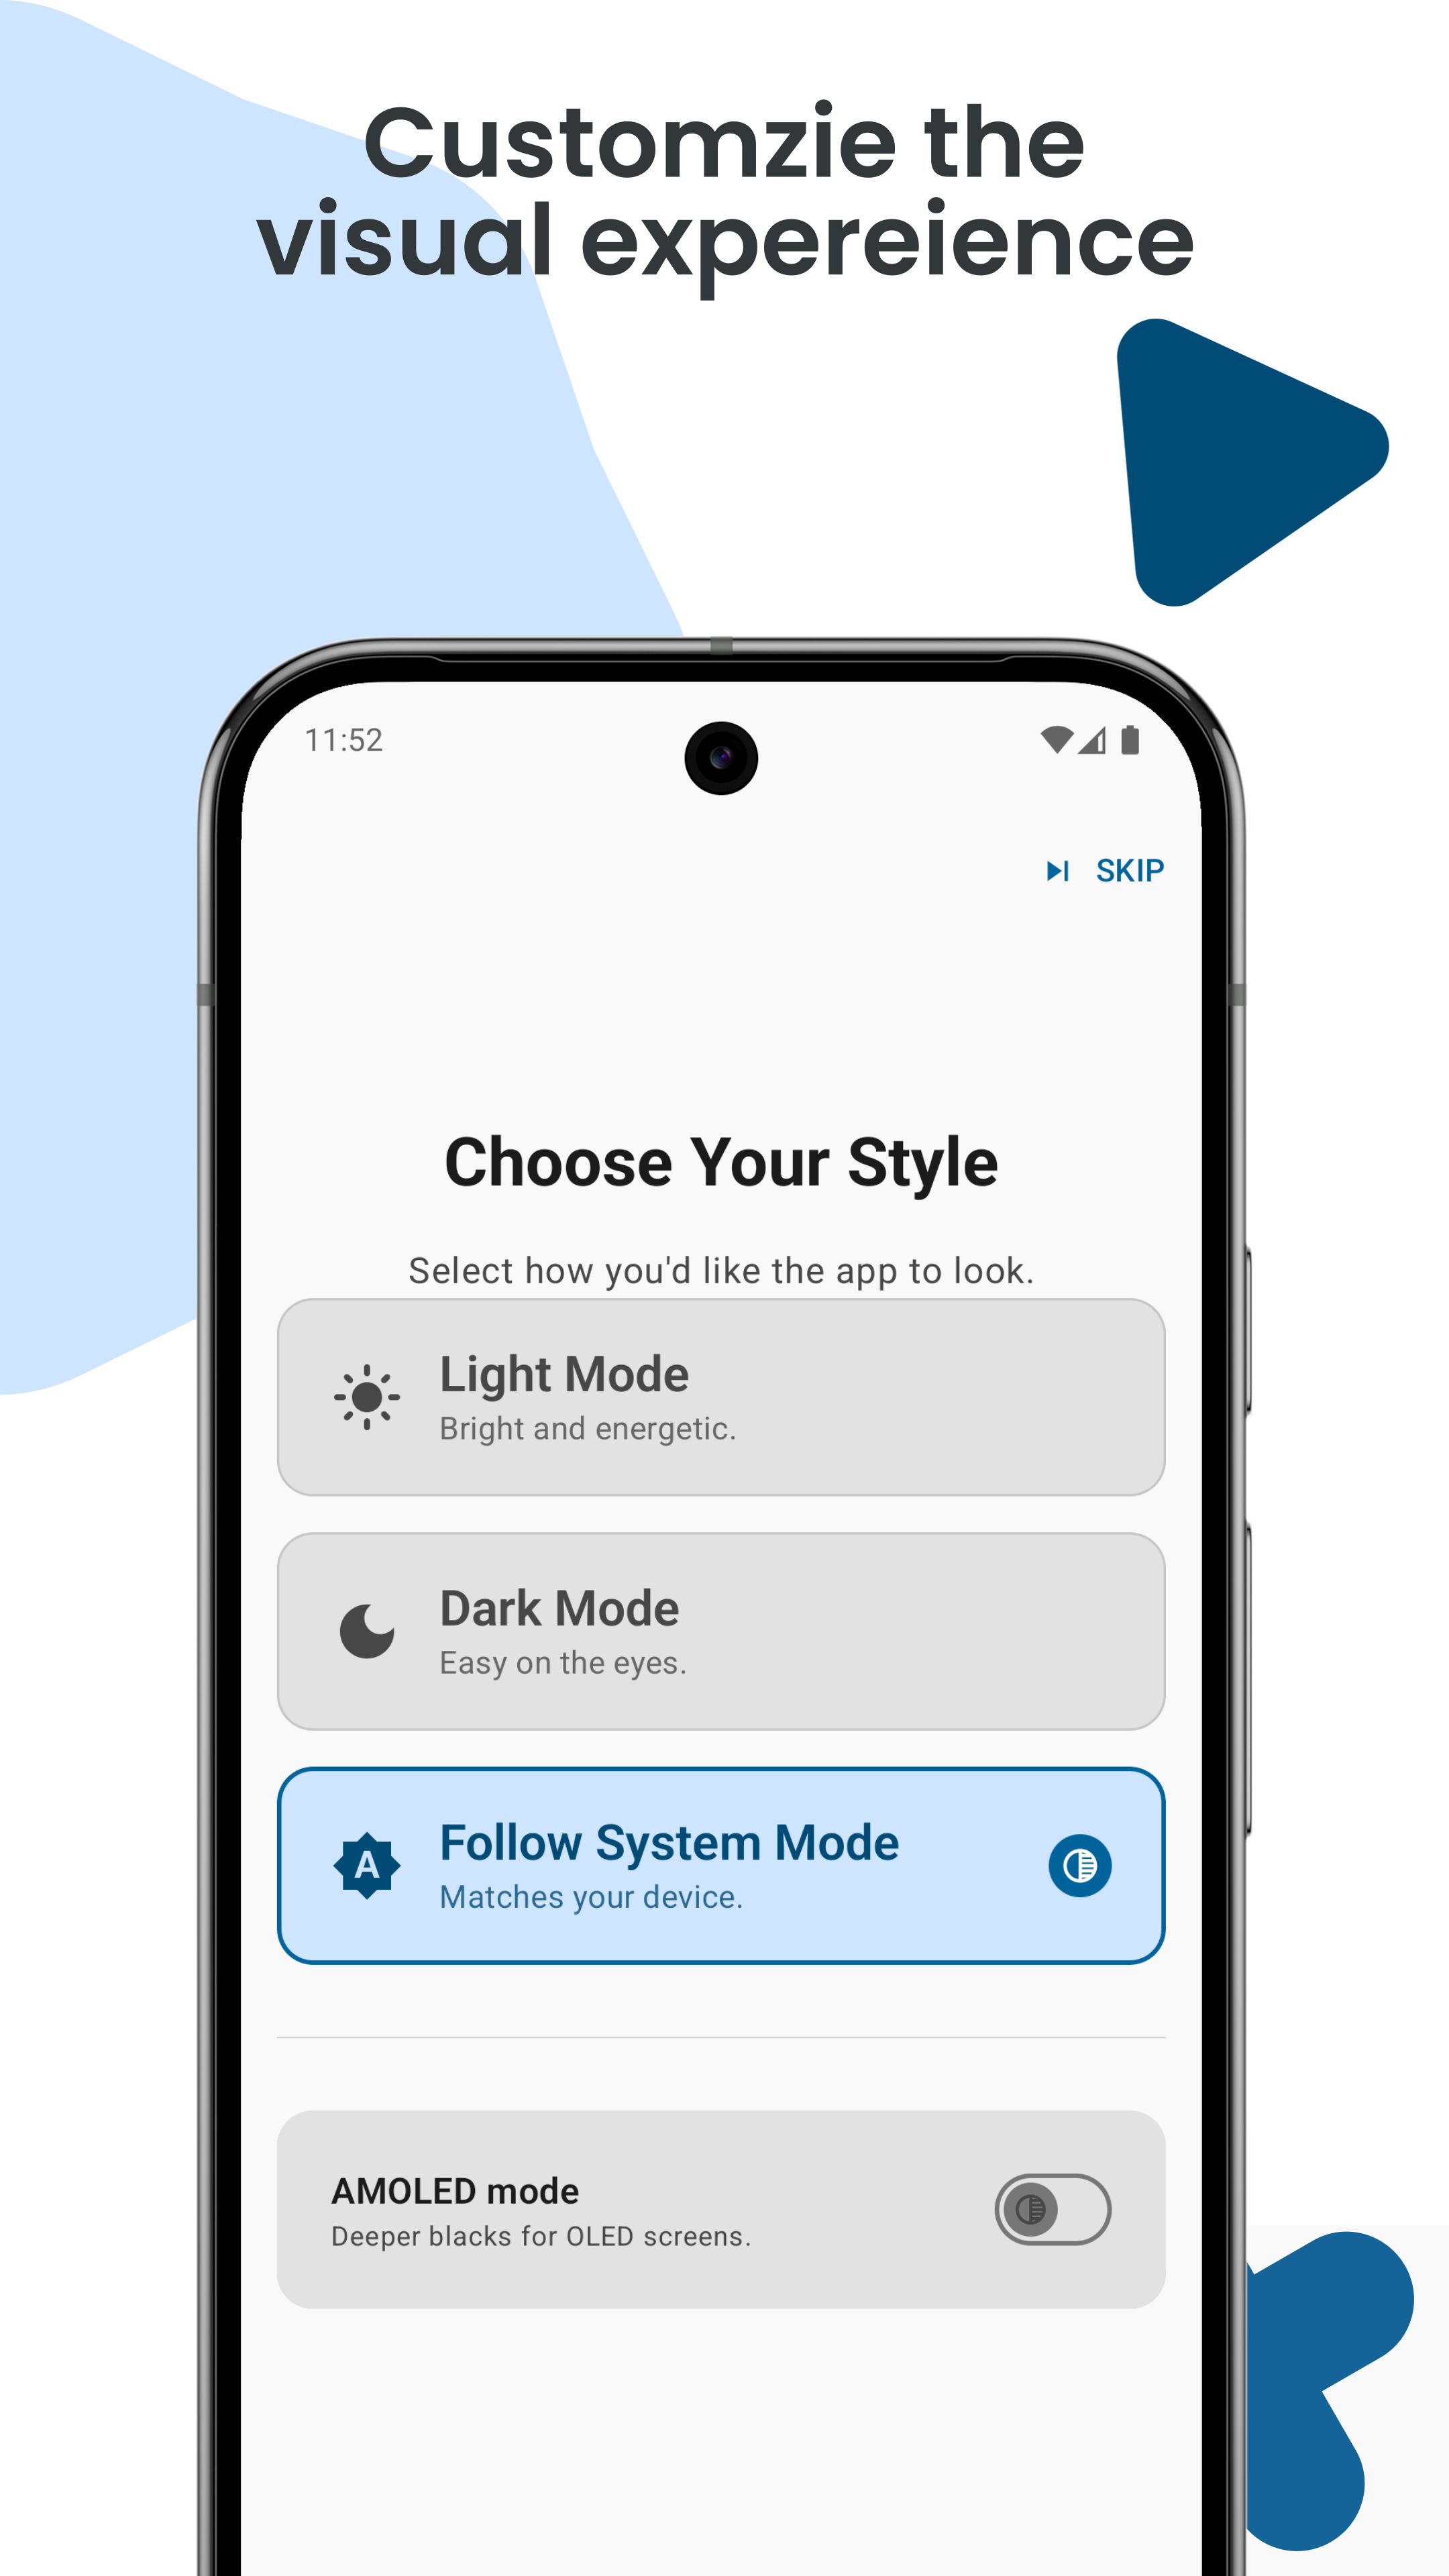 Customzie the
visual expereience
11:52
SKIP
Choose Your Style
Select how you'd like the app to look.
Light Mode
Bright and energetic.
Dark Mode
Easy on the eyes.
A
Follow System Mode
Matches your device.
AMOLED mode
Deeper blacks for OLED screens.